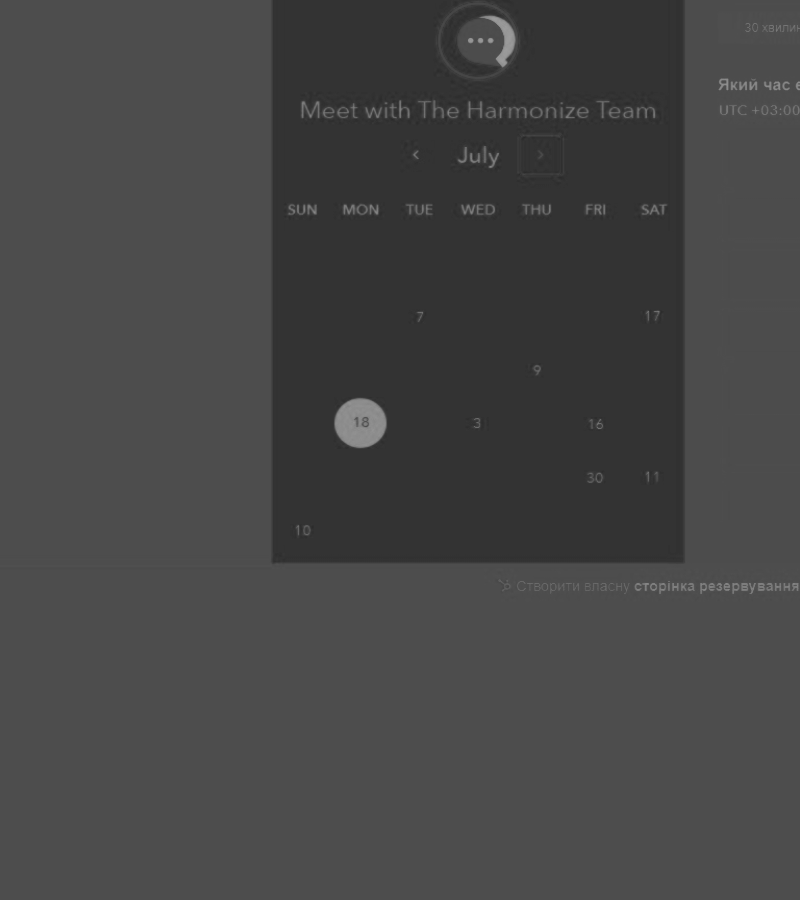 30 хвилин
Meet with The Harmonize Team
Який час
UTC +03:00
July
SUN MON TUE WED THU FRI SAT
7 17
9
18 3 16
30 11
10
Створити власну сторінка резервування